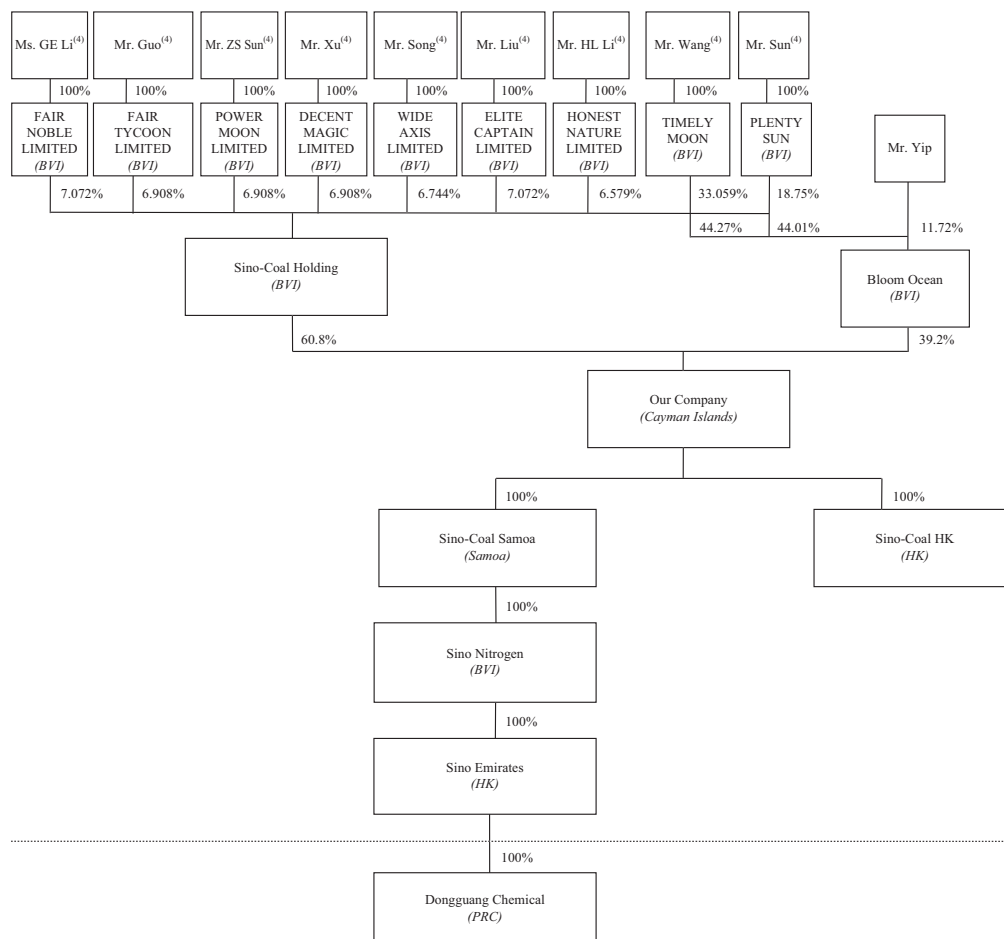 Ms. GE Li(4)
Mr. Guo(4)
Mr. ZS Sun(4)
Mr. Xu(4)
Mr. Song(4)
Mr. Liu(4)
Mr. HL Li(4)
Mr. Wang(4)
Mr. Sun(4)
100%
100%
100%
100%
100%
100%
100%
100%
100%
FAIR
NOBLE
LIMITED
(BVI)
FAIR
TYCOON
LIMITED
(BVI)
POWER
MOON
LIMITED
(BVI)
DECENT
MAGIC
LIMITED
(BVI)
WIDE
AXIS
LIMITED
(BVI)
ELITE
CAPTAIN
LIMITED
(BVI)
HONEST
NATURE
LIMITED
(BVI)
TIMELY
MOON
(BVI)
PLENTY
SUN
(BVI)
Mr. Yip
7.072%
6.908%
6.908%
6.908%
6.744%
7.072%
6.579%
33.059%
18.75%
44.27%
44.01%
11.72%
Sino-Coal Holding
(BVI)
Bloom Ocean
(BVI)
60.8%
39.2%
Our Company
(Cayman Islands)
100%
100%
Sino-Coal Samoa
(Samoa)
Sino-Coal HK
(HK)
100%
Sino Nitrogen
(BVI)
100%
Sino Emirates
(HK)
100%
Dongguang Chemical
(PRC)